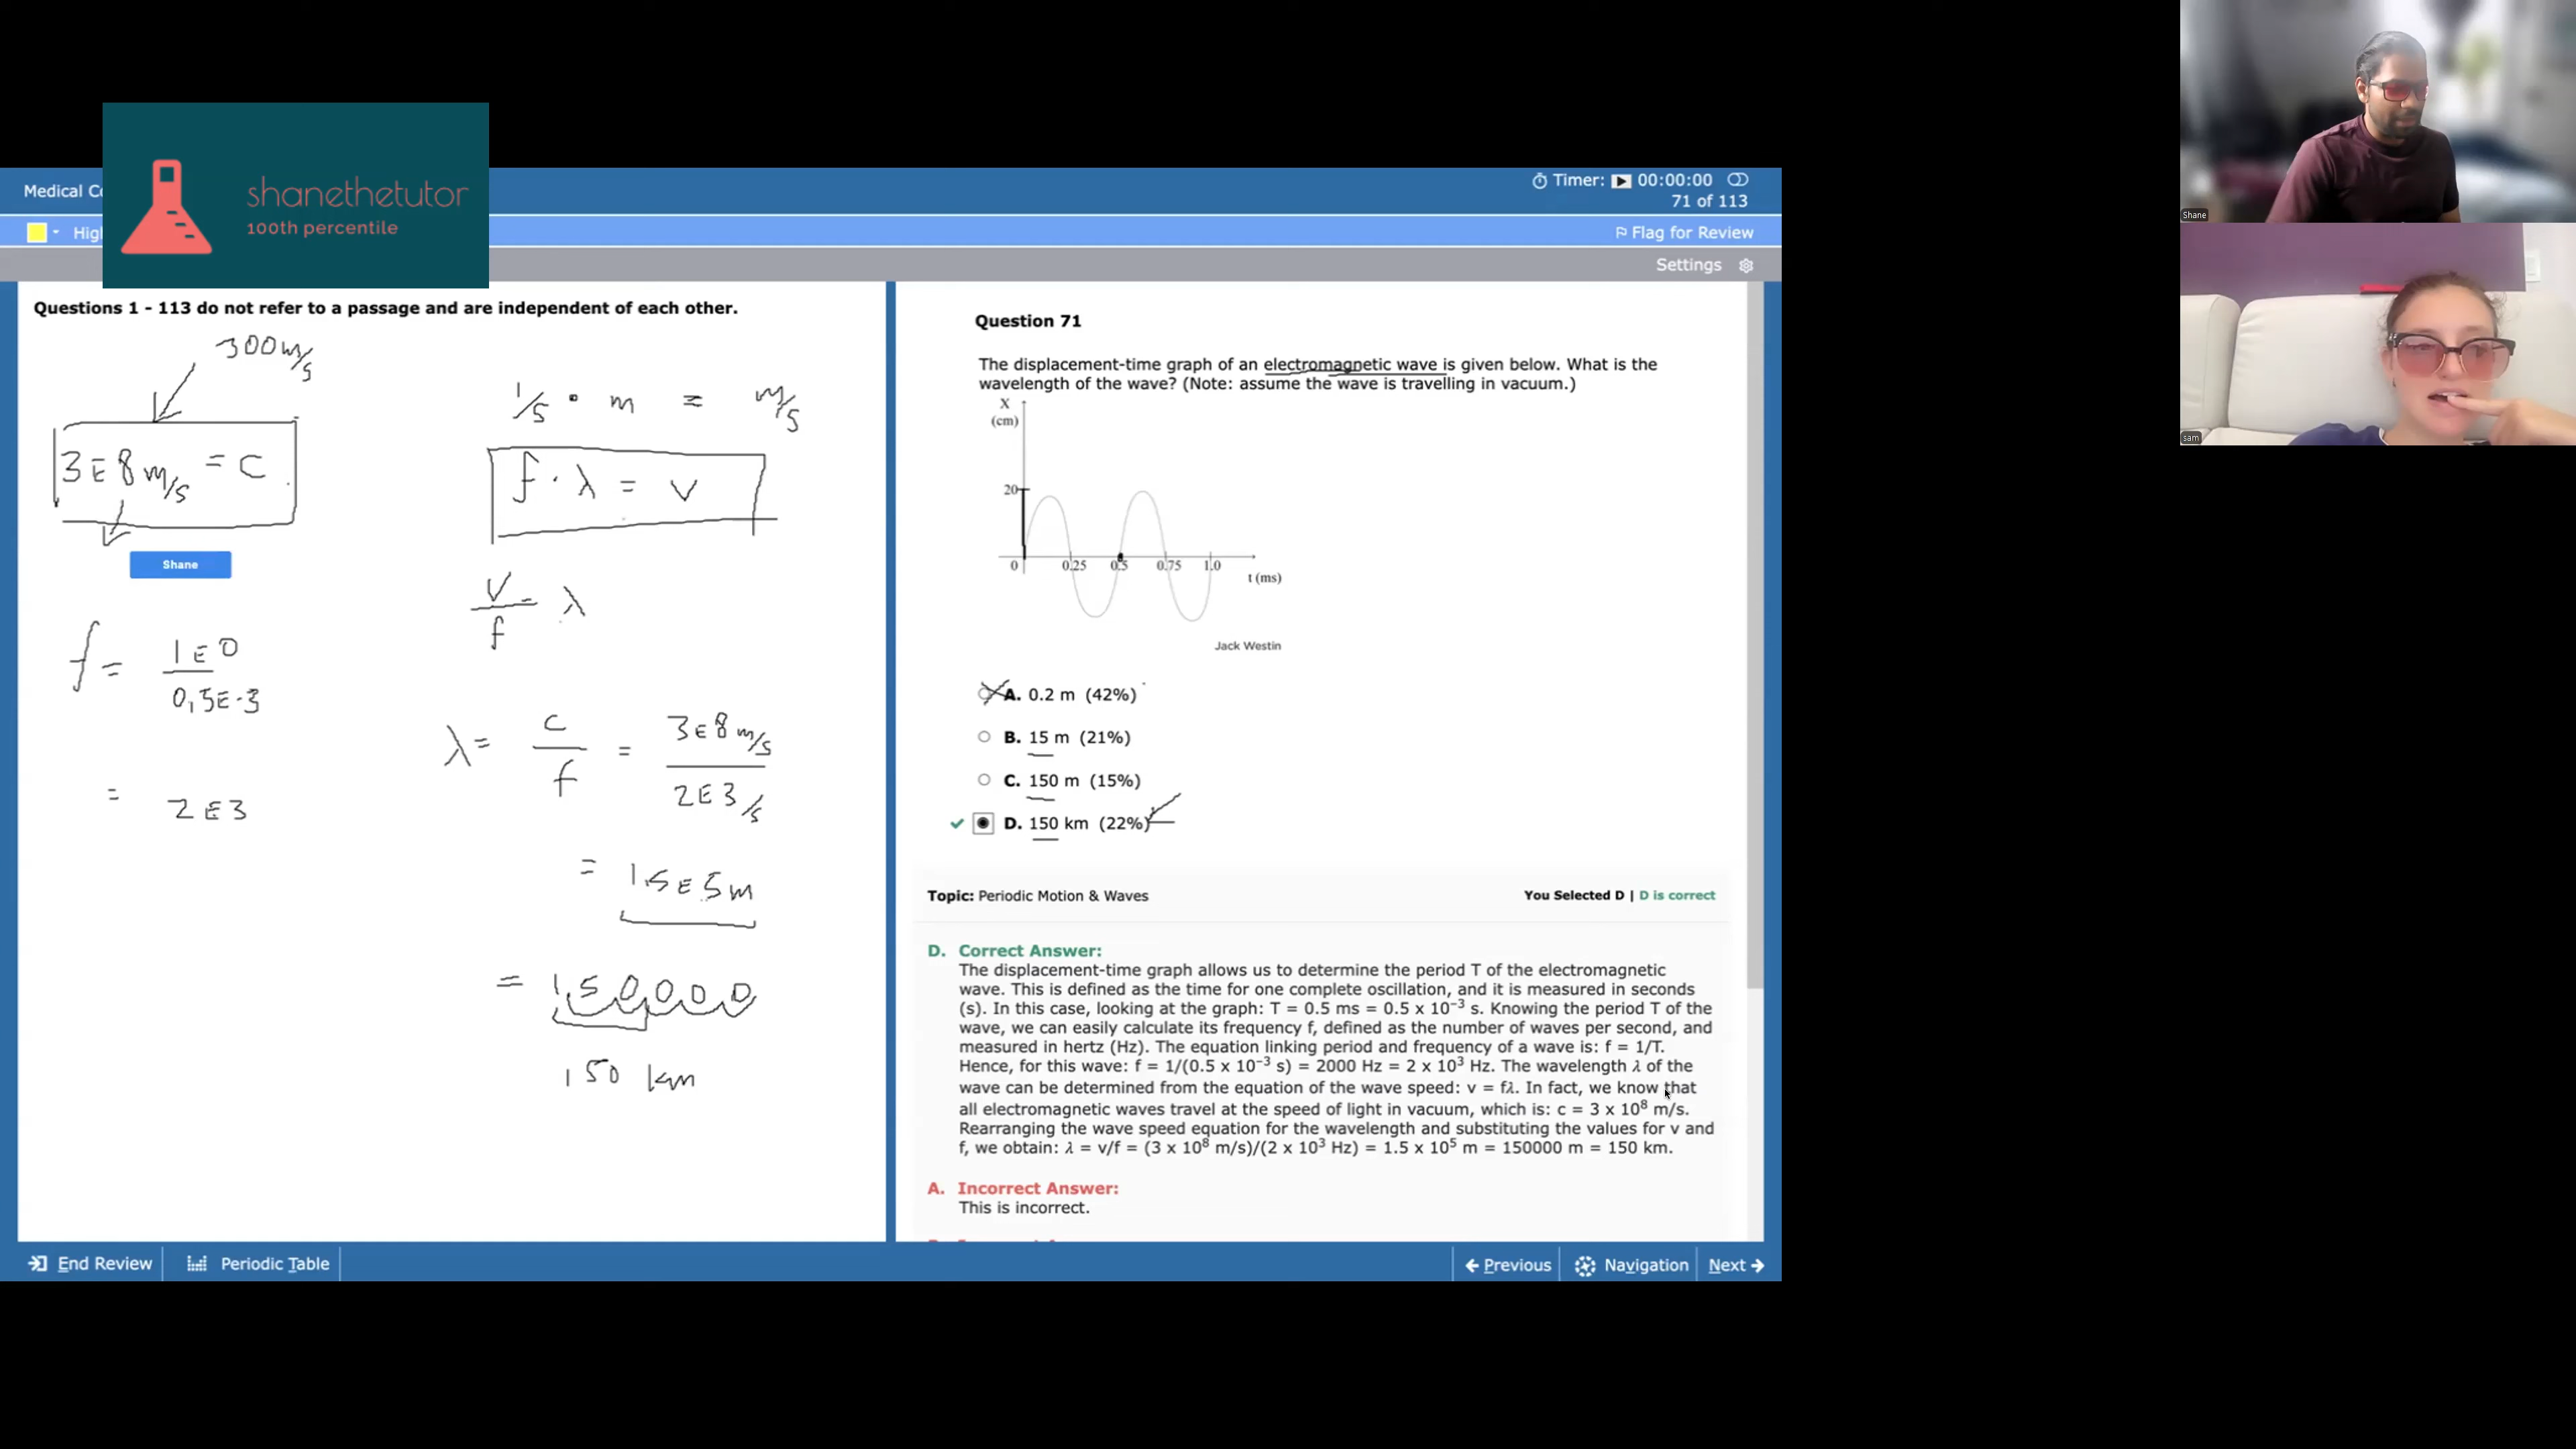 shanethetutor
100th percentile
Medical Co
Timer: 00:00:00
71 of 113
High
Flag for Review
Settings
Questions 1 - 113 do not refer to a passage and are independent of each other.
300m/s
3E8 m/s = c
Shane
f = 1E0
0,5E-3
= 2E3
1/s · m = m/s
f · λ = v
v
f
= λ
λ = c
f
= 3E8 m/s
2E3/s
= 1.5E5m
= 1,50000
150 km
Question 71
The displacement-time graph of an electromagnetic wave is given below. What is the
wavelength of the wave? (Note: assume the wave is travelling in vacuum.)
X
(cm)
20
0 0.25 0.5 0.75 1.0
t (ms)
Jack Westin
A. 0.2 m (42%)
B. 15 m (21%)
C. 150 m (15%)
D. 150 km (22%)
Topic: Periodic Motion & Waves
You Selected D | D is correct
D. Correct Answer:
The displacement-time graph allows us to determine the period T of the electromagnetic
wave. This is defined as the time for one complete oscillation, and it is measured in seconds
(s). In this case, looking at the graph: T = 0.5 ms = 0.5 x 10⁻³ s. Knowing the period T of the
wave, we can easily calculate its frequency f, defined as the number of waves per second, and
measured in hertz (Hz). The equation linking period and frequency of a wave is: f = 1/T.
Hence, for this wave: f = 1/(0.5 x 10⁻³ s) = 2000 Hz = 2 x 10³ Hz. The wavelength λ of the
wave can be determined from the equation of the wave speed: v = fλ. In fact, we know that
all electromagnetic waves travel at the speed of light in vacuum, which is: c = 3 x 10⁸ m/s.
Rearranging the wave speed equation for the wavelength and substituting the values for v and
f, we obtain: λ = v/f = (3 x 10⁸ m/s)/(2 x 10³ Hz) = 1.5 x 10⁵ m = 150000 m = 150 km.
A. Incorrect Answer:
This is incorrect.
End Review
Periodic Table
Previous
Navigation
Next
Shane
sam